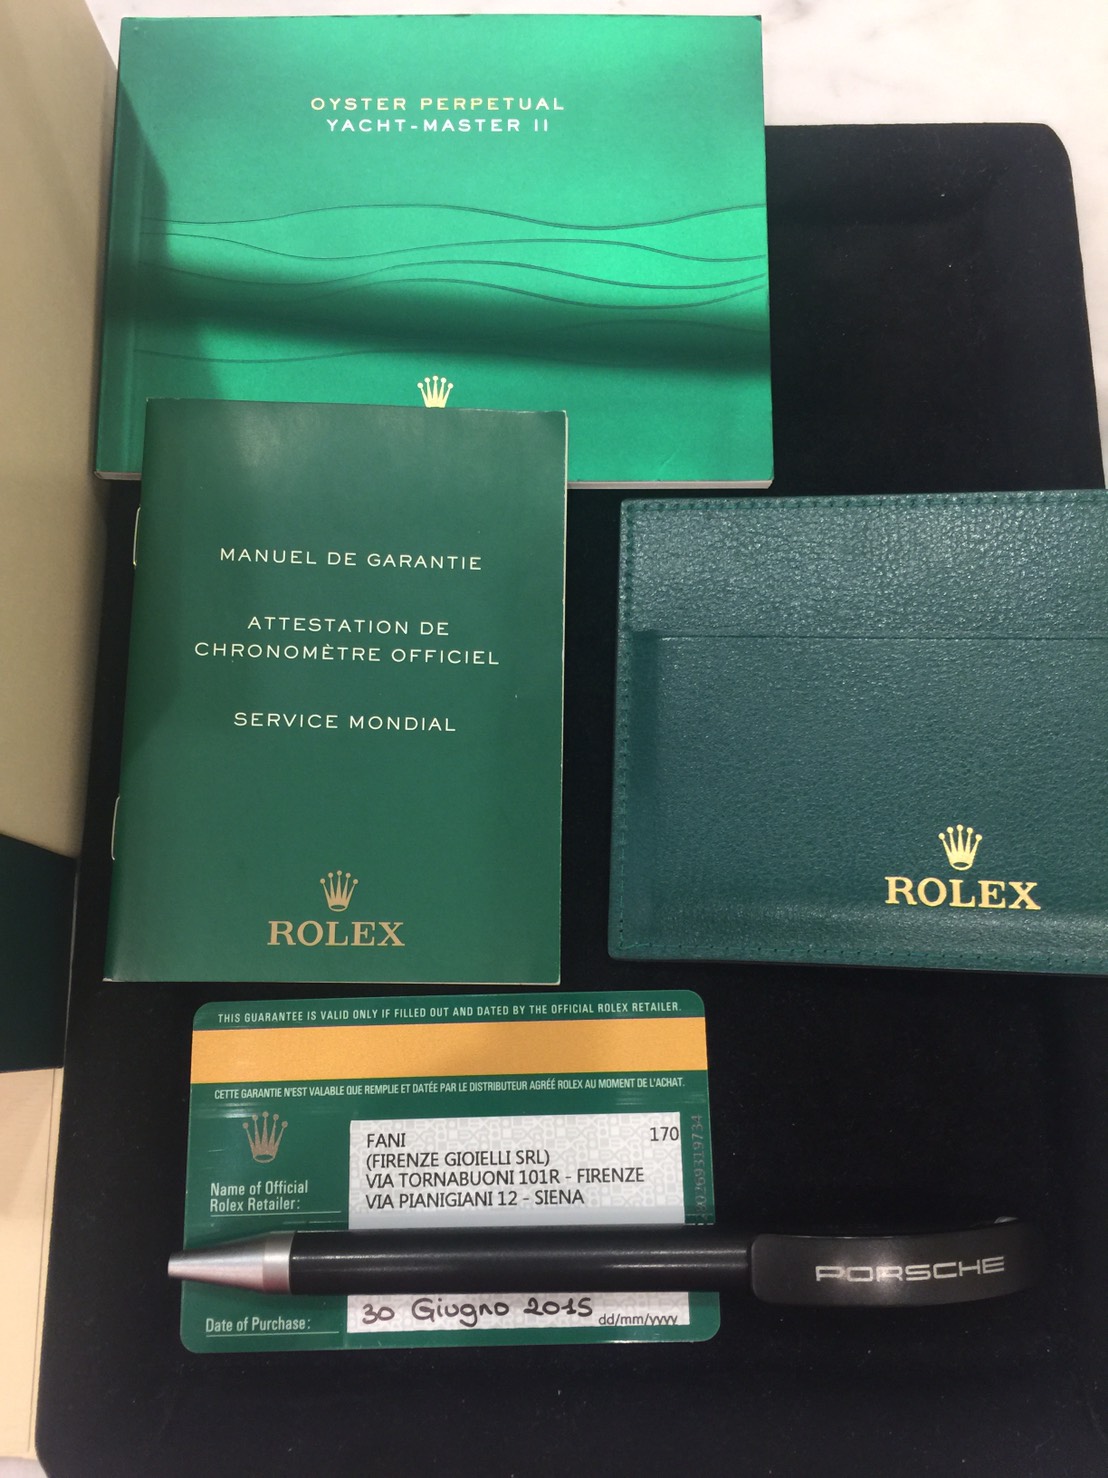 OYSTER PERPETUAL
YACHT-MASTER II
MANUEL DE GARANTIE
ATTESTATION DE
CHRONOMÈTRE OFFICIEL
SERVICE MONDIAL
ROLEX
ROLEX
THIS GUARANTEE IS VALID ONLY IF FILLED OUT AND DATED BY THE OFFICIAL ROLEX RETAILER.
CETTE GARANTIE N'EST VALABLE QUE REMPLIE ET DATÉE PAR LE DISTRIBUTEUR AGRÉÉ ROLEX AU MOMENT DE L'ACHAT.
Name of Official
Rolex Retailer:
FANI 170
(FIRENZE GIOIELLI SRL)
VIA TORNABUONI 101R - FIRENZE
VIA PIANIGIANI 12 - SIENA
PORSCHE
Date of Purchase:
30 Giugno 2015
dd/mm/yyyy